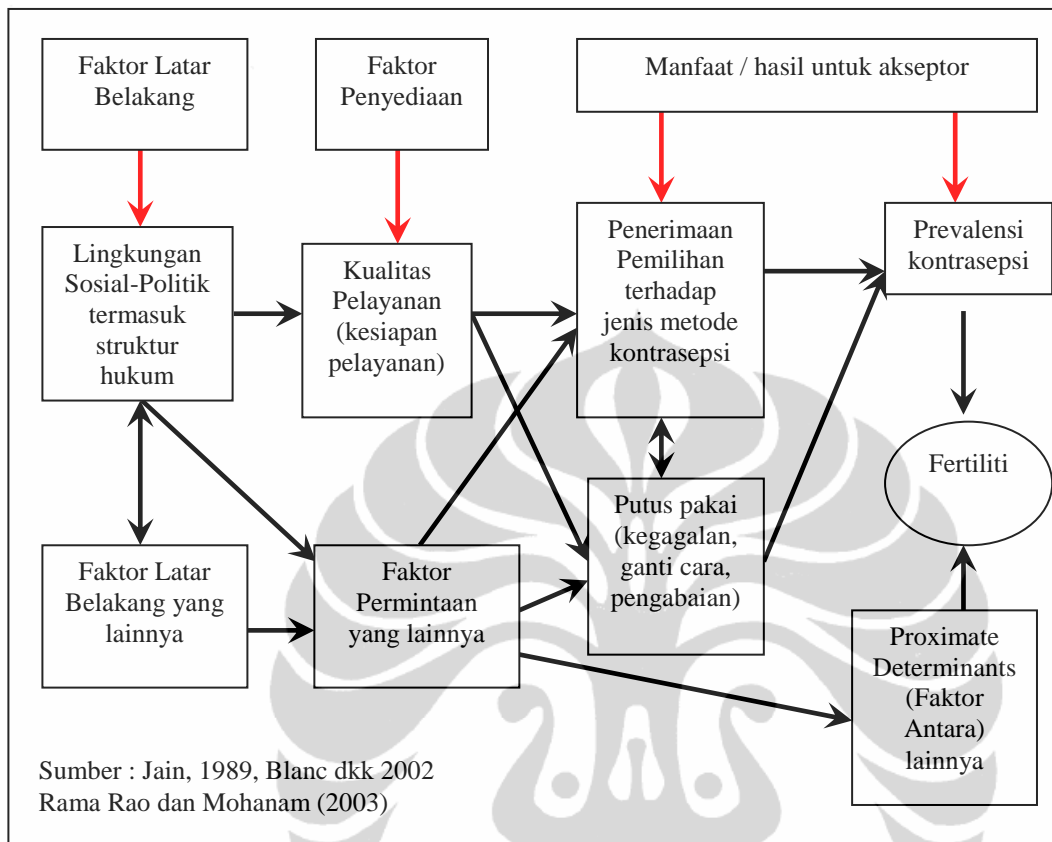 Faktor Latar
Belakang
Faktor
Penyediaan
Manfaat / hasil untuk akseptor
Lingkungan
Sosial-Politik
termasuk
struktur
hukum
Kualitas
Pelayanan
(kesiapan
pelayanan)
Penerimaan
Pemilihan
terhadap
jenis metode
kontrasepsi
Prevalensi
kontrasepsi
Fertiliti
Faktor Latar
Belakang yang
lainnya
Faktor
Permintaan
yang lainnya
Putus pakai
(kegagalan,
ganti cara,
pengabaian)
Proximate
Determinants
(Faktor
Antara)
lainnya
Sumber : Jain, 1989, Blanc dkk 2002
Rama Rao dan Mohanam (2003)